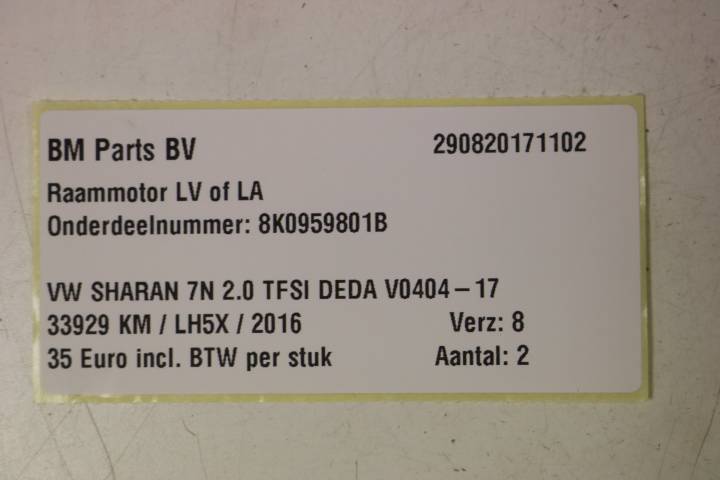 BM Parts BV 290820171102
Raammotor LV of LA
Onderdeelnummer: 8K0959801B
VW SHARAN 7N 2.0 TFSI DEDA V0404-17
33929 KM / LH5X / 2016 Verz: 8
35 Euro incl. BTW per stuk Aantal: 2